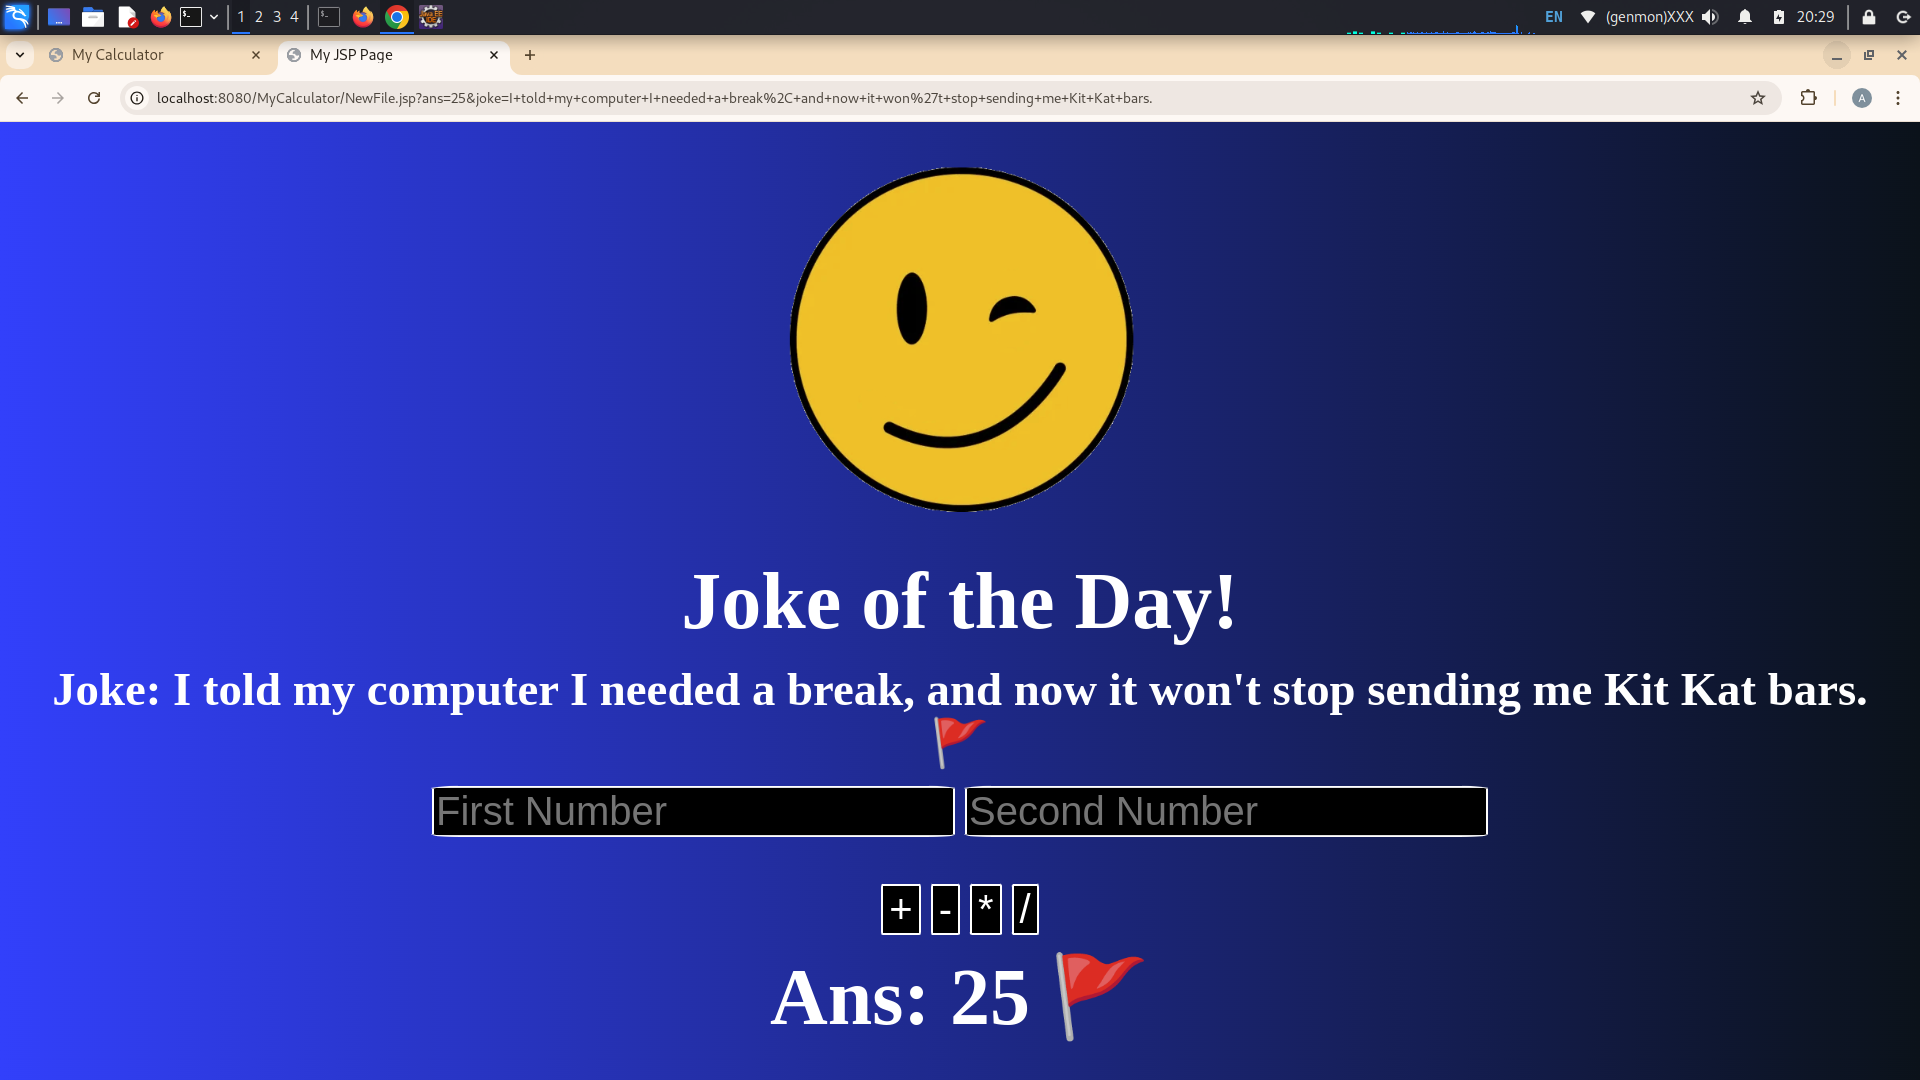 1 2 3 4 EN (genmon)XXX 20:29
My Calculator My JSP Page
localhost:8080/MyCalculator/NewFile.jsp?ans=25&joke=I+told+my+computer+I+needed+a+break%2C+and+now+it+won%27t+stop+sending+me+Kit+Kat+bars.
A
Joke of the Day!
Joke: I told my computer I needed a break, and now it won't stop sending me Kit Kat bars.
🚩
First Number Second Number
+ - * /
Ans: 25 🚩